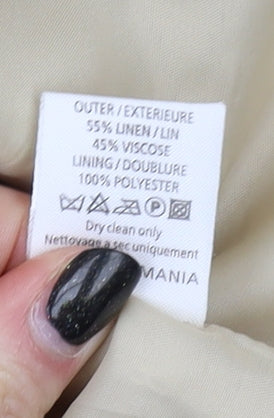 OUTER / EXTERIEURE
55% LINEN / LIN
45% VISCOSE
LINING / DOUBLURE
100% POLYESTER
P
Dry clean only
Nettoyage a sec uniquement
MANIA